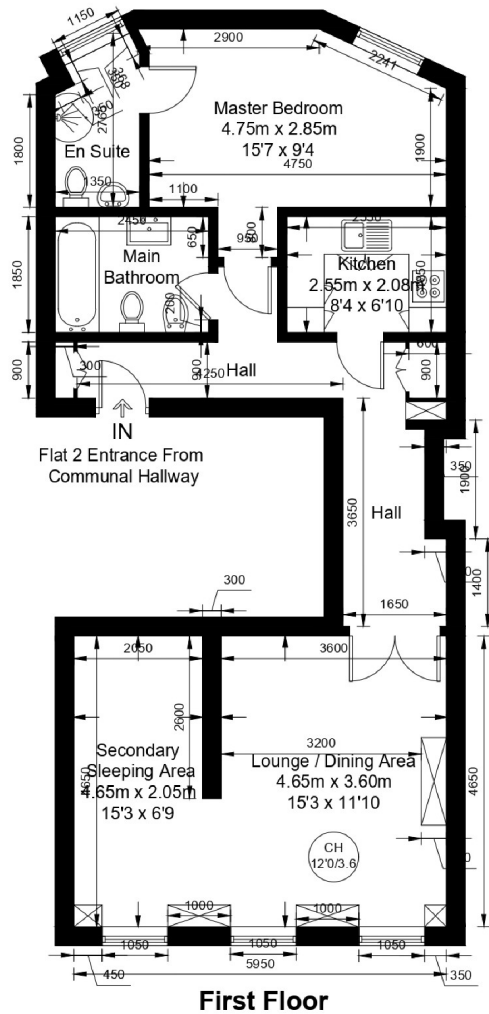 1150
2900
2241
2765
Master Bedroom
4.75m x 2.85m
15'7 x 9'4
1900
1800
En Suite
4750
1350
1100
2450
650
950
1850
Main
Bathroom
Kitchen
2.55m x 2.08m
8'4 x 6'10
900
300
4250
900
Hall
900
IN
Flat 2 Entrance From
Communal Hallway
350
1900
3650
Hall
1400
300
1650
2050
3600
2600
3200
Secondary
Sleeping Area
4.65m x 2.05m
15'3 x 6'9
Lounge / Dining Area
4.65m x 3.60m
15'3 x 11'10
4650
CH
12'0/3.6
1000
1000
1050
1050
1050
450
5950
350
First Floor